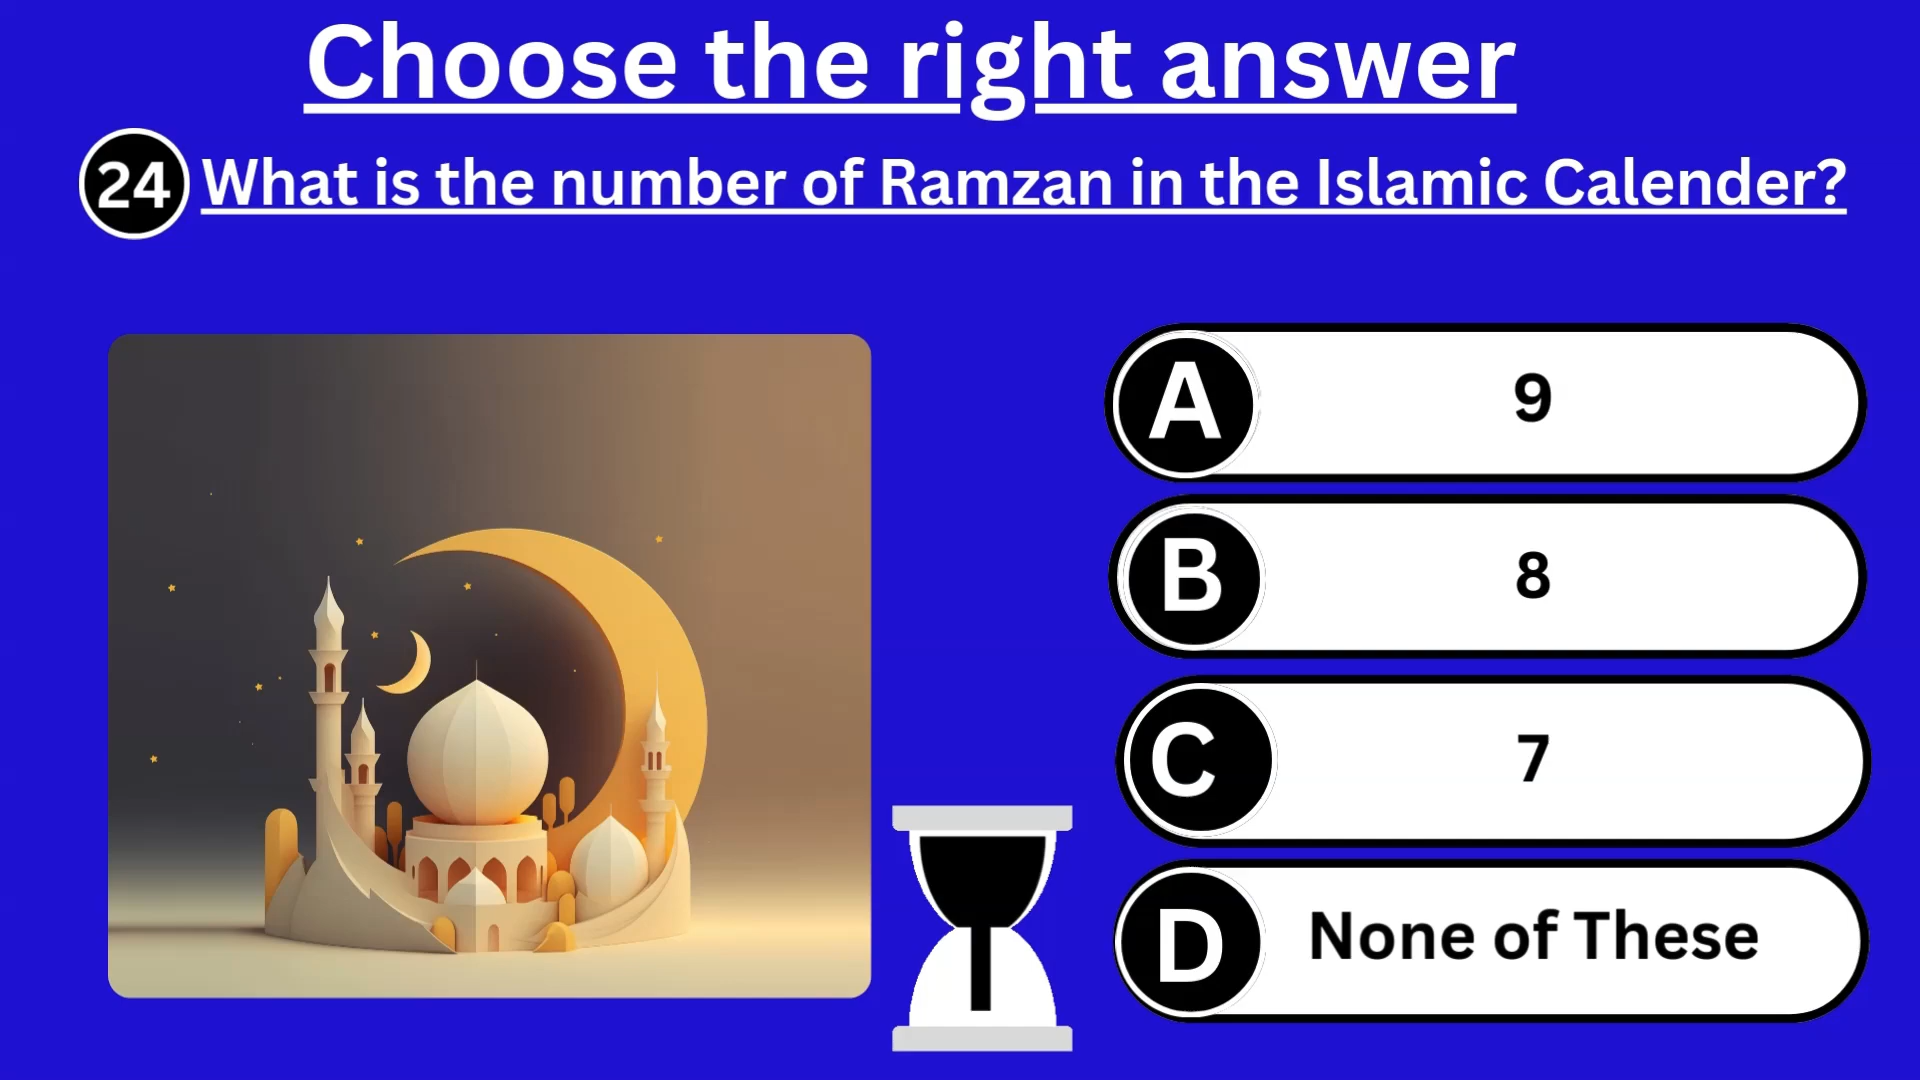 Choose the right answer
24 What is the number of Ramzan in the Islamic Calender?
A 9
B 8
C 7
D None of These